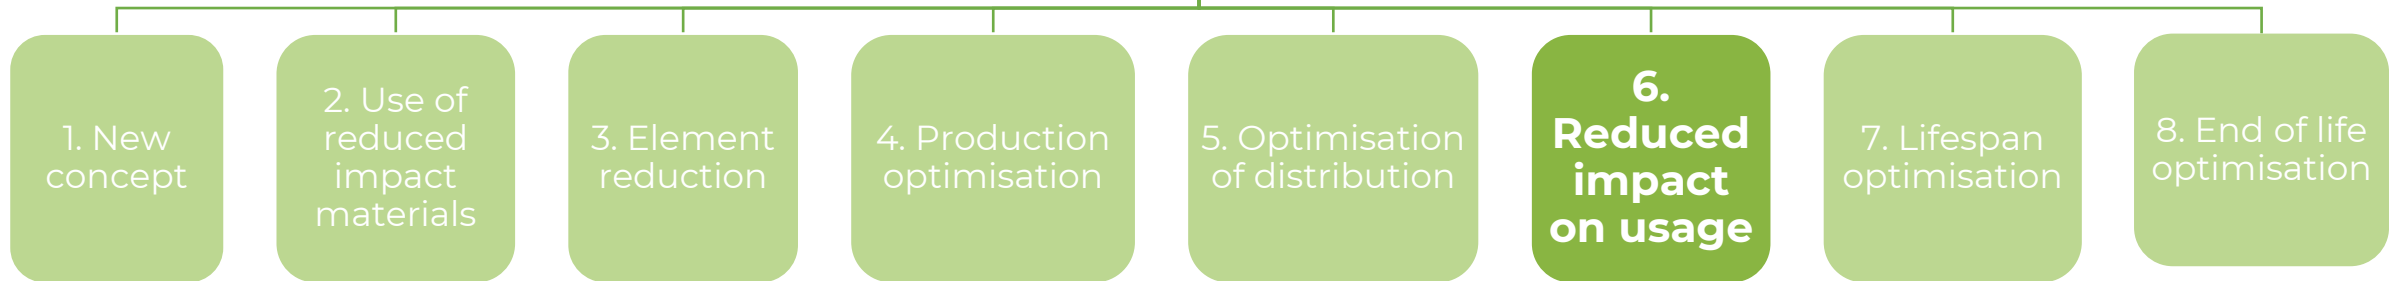 1. New
concept
2. Use of
reduced
impact
materials
3. Element
reduction
4. Production
optimisation
5. Optimisation
of distribution
6.
Reduced
impact
on usage
7. Lifespan
optimisation
8. End of life
optimisation